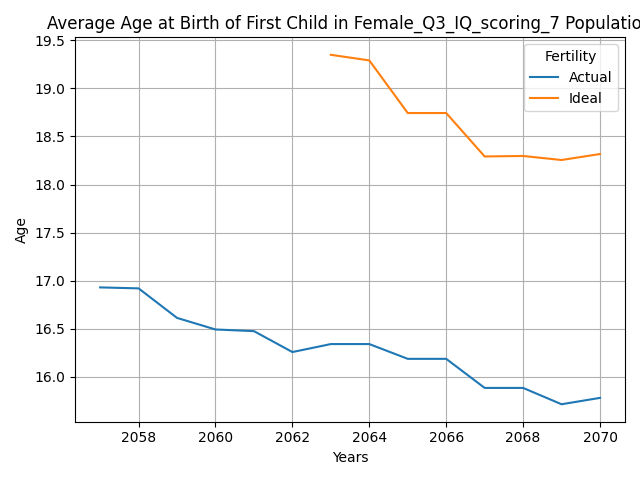 Average Age at Birth of First Child in Female_Q3_IQ_scoring_7 Populatio
19.5
19.0
18.5
18.0
17.5
17.0
16.5
16.0
Age
Fertility
Actual
Ideal
2058 2060 2062 2064 2066 2068 2070
Years